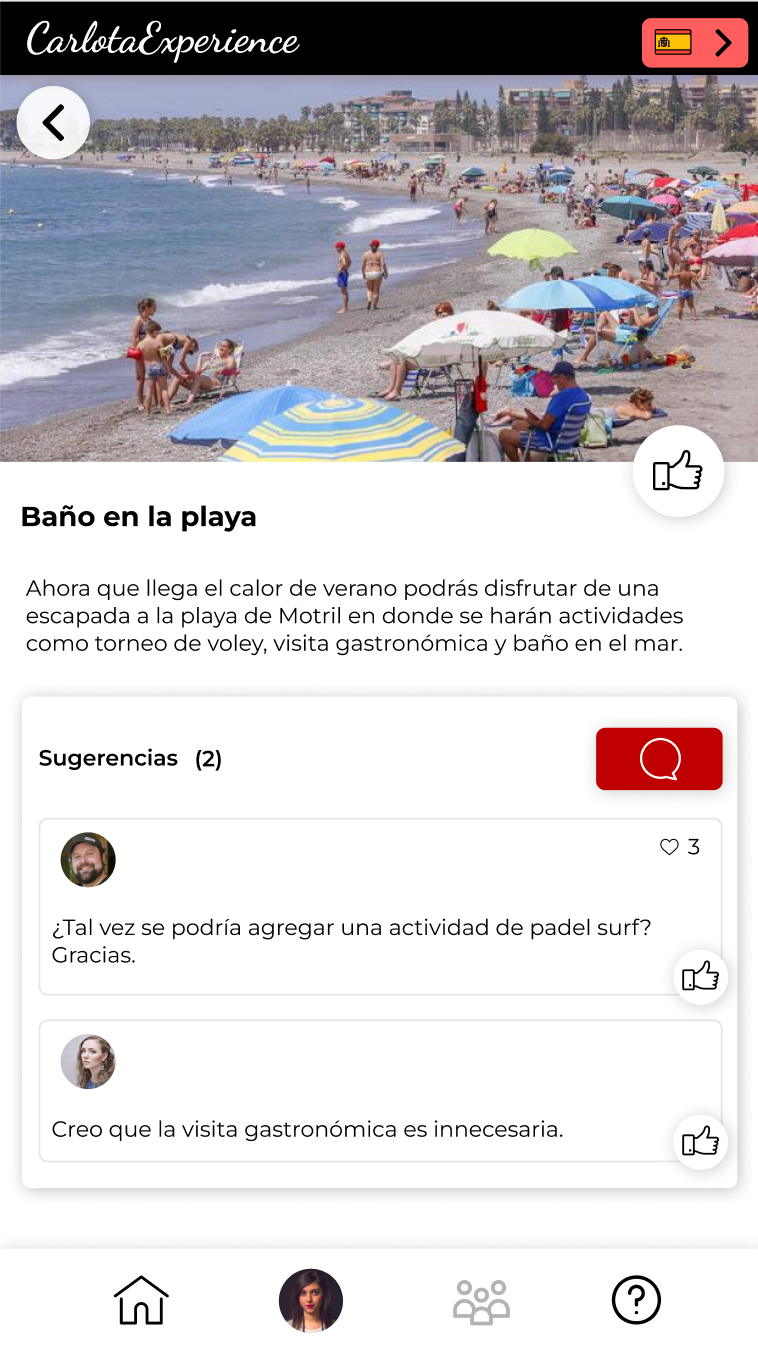 CarlotaExperience
Baño en la playa
Ahora que llega el calor de verano podrás disfrutar de una
escapada a la playa de Motril en donde se harán actividades
como torneo de voley, visita gastronómica y baño en el mar.
Sugerencias (2)
3
¿Tal vez se podría agregar una actividad de padel surf?
Gracias.
Creo que la visita gastronómica es innecesaria.
?